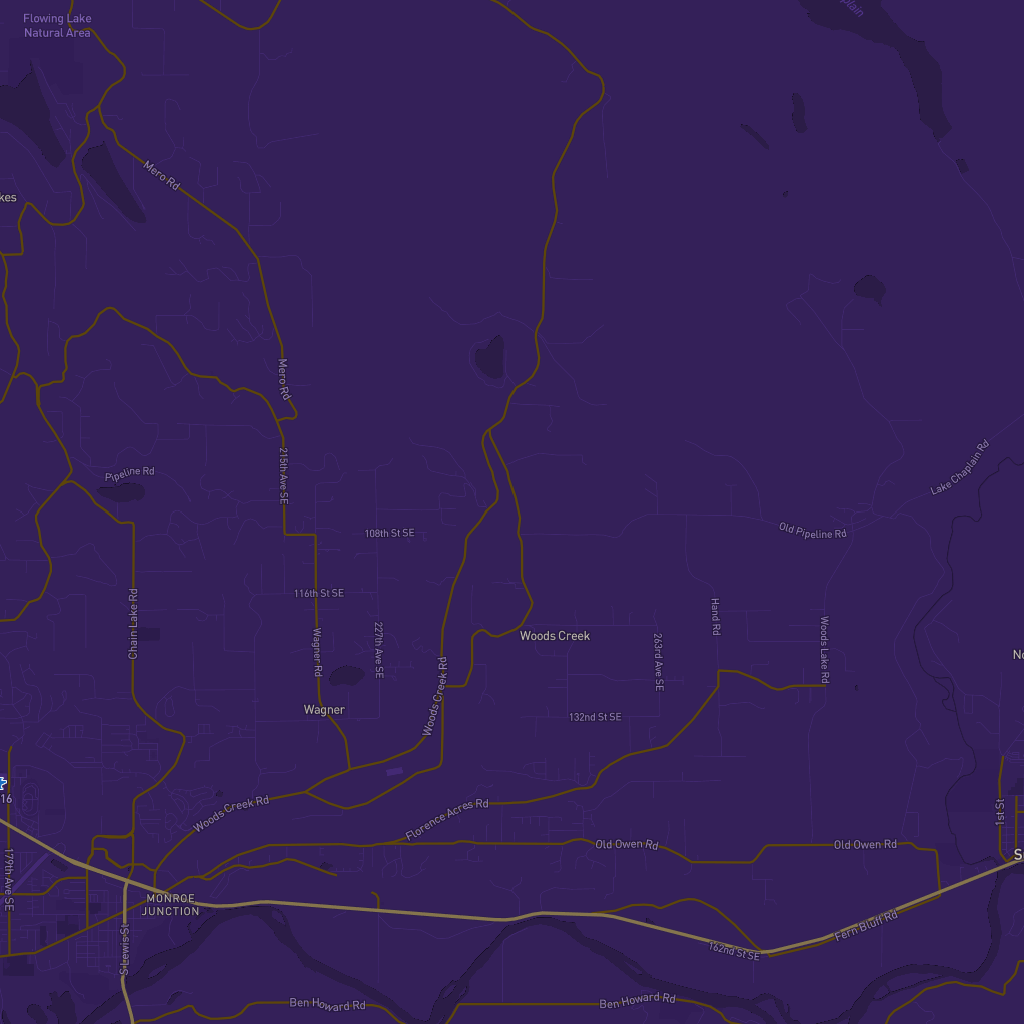 Flowing Lake
Natural Area
plain
Mero Rd
kes
Mero Rd
Lake Chaplain Rd
Pipeline Rd
215th Ave SE
108th St SE
Old Pipeline Rd
116th St SE
Chain Lake Rd
Wagner Rd
227th Ave SE
Woods Creek
263rd Ave SE
Hand Rd
Woods Lake Rd
No
Woods Creek Rd
Wagner
132nd St SE
16
Woods Creek Rd
Florence Acres Rd
1st St
Old Owen Rd
Old Owen Rd
S
179th Ave SE
MONROE
JUNCTION
S Lewis St
162nd St SE
Fern Bluff Rd
Ben Howard Rd
Ben Howard Rd